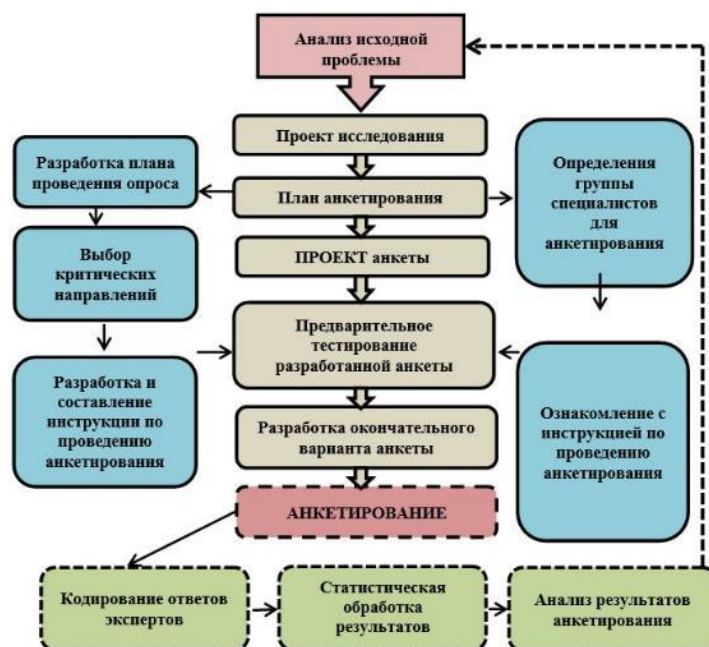 Анализ исходной
проблемы
Проект исследования
Разработка плана
проведения опроса
План анкетирования
Определения
группы
специалистов
для
анкетирования
Выбор
критических
направлений
ПРОЕКТ анкеты
Предварительное
тестирование
разработанной анкеты
Разработка и
составление
инструкции по
проведению
анкетирования
Ознакомление с
инструкцией по
проведению
анкетирования
Разработка окончательного
варианта анкеты
АНКЕТИРОВАНИЕ
Кодирование ответов
экспертов
Статистическая
обработка
результатов
Анализ результатов
анкетирования